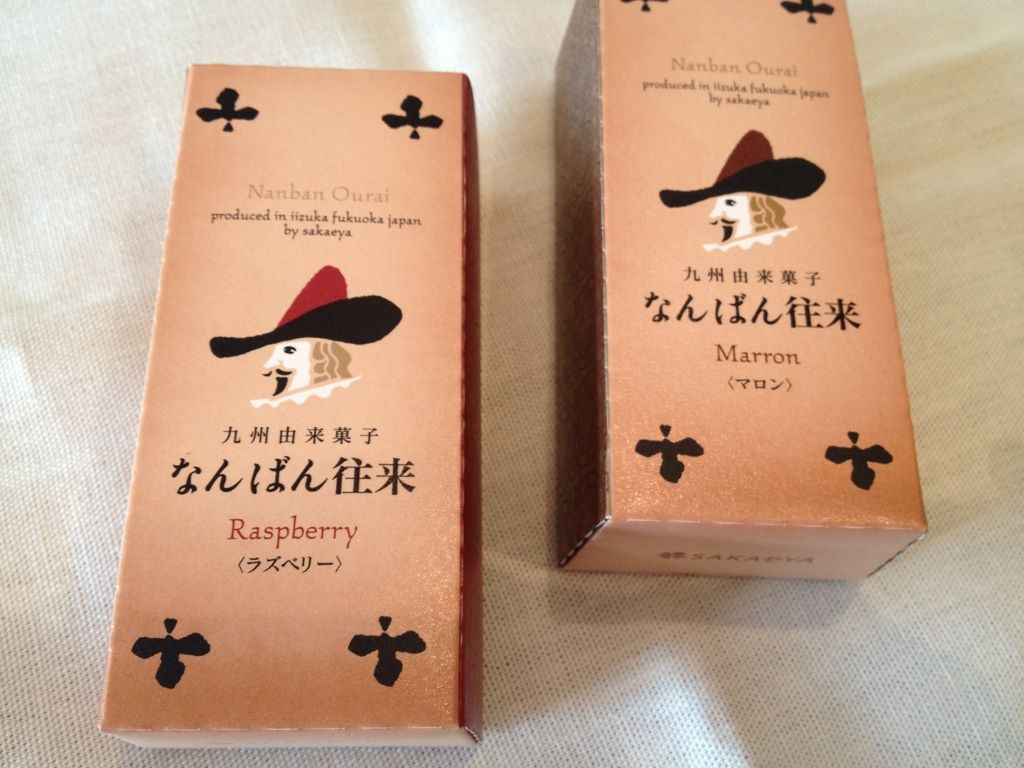 Nanban Ourai
produced in iizuka fukuoka japan
by sakaeya
九州由来菓子
なんばん往来
Raspberry
〈ラズベリー〉
Nanban Ourai
produced in iizuka fukuoka japan
by sakaeya
九州由来菓子
なんばん往来
Marron
〈マロン〉
SAKAEYA